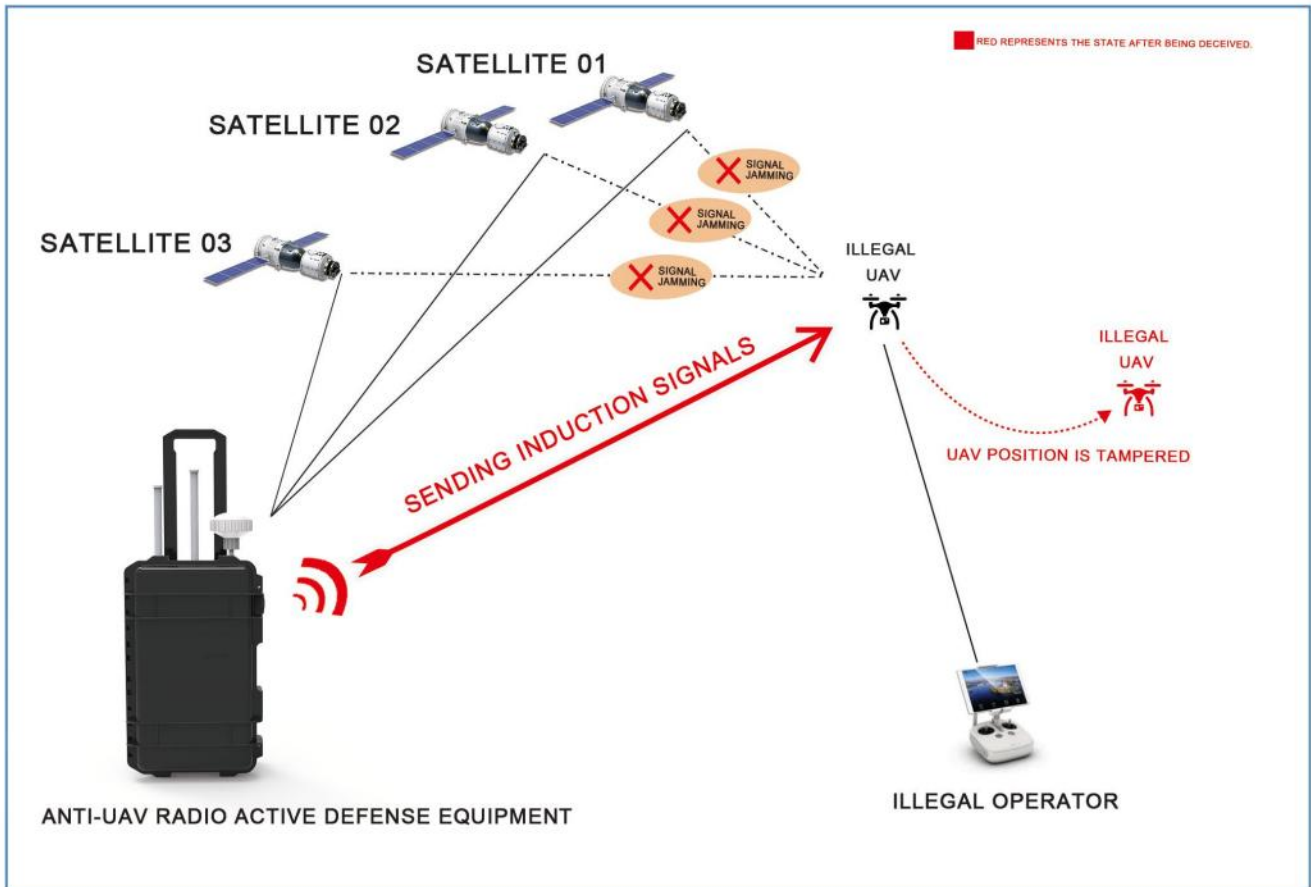 RED REPRESENTS THE STATE AFTER BEING DECEIVED.
SATELLITE 01
SATELLITE 02
SATELLITE 03
SIGNAL
JAMMING
SIGNAL
JAMMING
SIGNAL
JAMMING
ILLEGAL
UAV
ILLEGAL
UAV
UAV POSITION IS TAMPERED
SENDING INDUCTION SIGNALS
ANTI-UAV RADIO ACTIVE DEFENSE EQUIPMENT
ILLEGAL OPERATOR